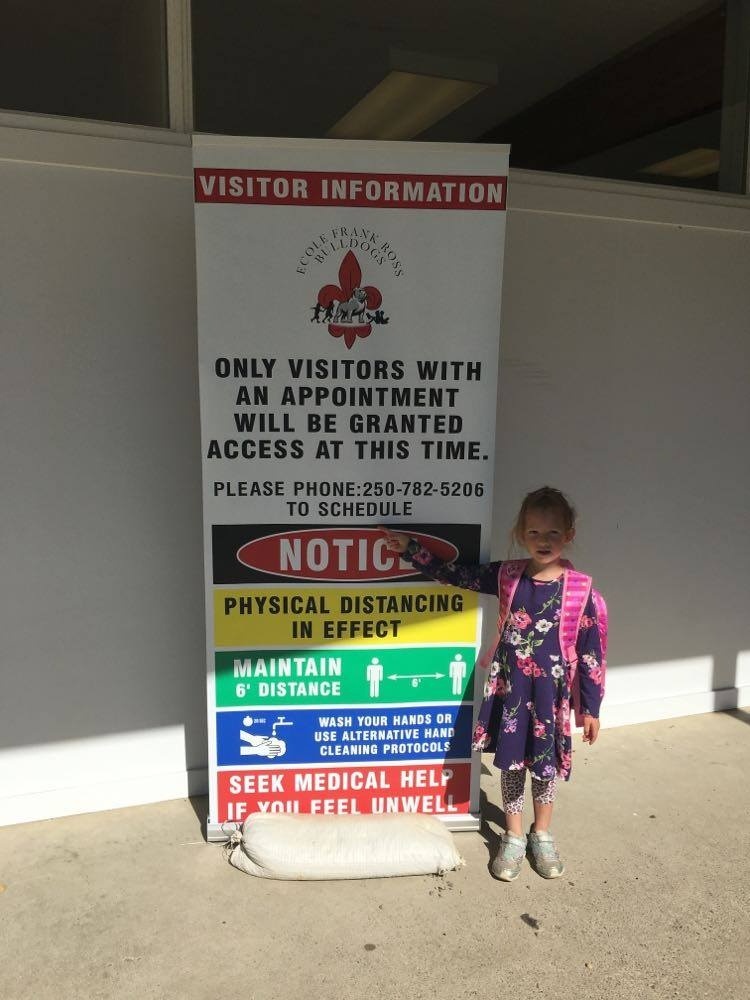 VISITOR INFORMATION
ECOLE FRANK ROSS
BULLDOGS
ONLY VISITORS WITH
AN APPOINTMENT
WILL BE GRANTED
ACCESS AT THIS TIME.
PLEASE PHONE:250-782-5206
TO SCHEDULE
NOTIC
PHYSICAL DISTANCING
IN EFFECT
MAINTAIN
6' DISTANCE
6'
20 SEC
WASH YOUR HANDS OR
USE ALTERNATIVE HAND
CLEANING PROTOCOLS
SEEK MEDICAL HELP
IF YOU FEEL UNWELL